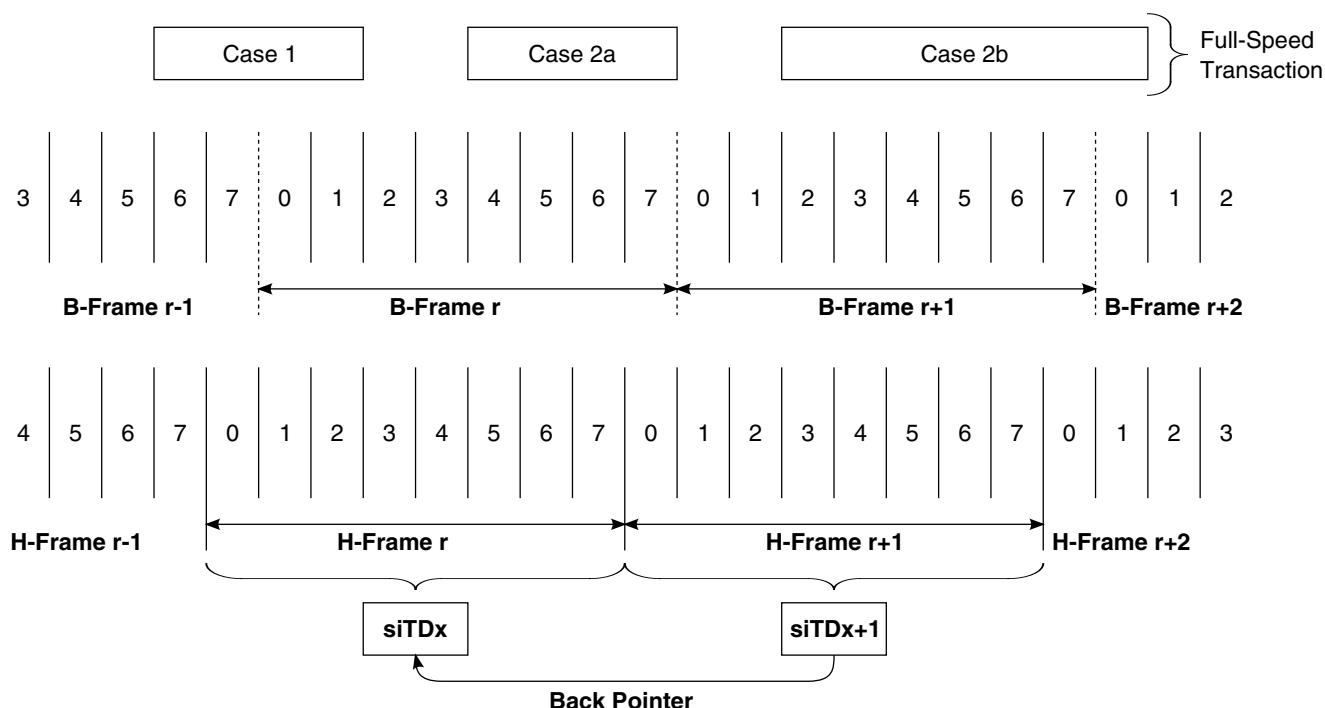 Case 1 Case 2a Case 2b Full-Speed
Transaction
3 4 5 6 7 0 1 2 3 4 5 6 7 0 1 2 3 4 5 6 7 0 1 2
B-Frame r-1 B-Frame r B-Frame r+1 B-Frame r+2
4 5 6 7 0 1 2 3 4 5 6 7 0 1 2 3 4 5 6 7 0 1 2 3
H-Frame r-1 H-Frame r H-Frame r+1 H-Frame r+2
siTDx siTDx+1
Back Pointer